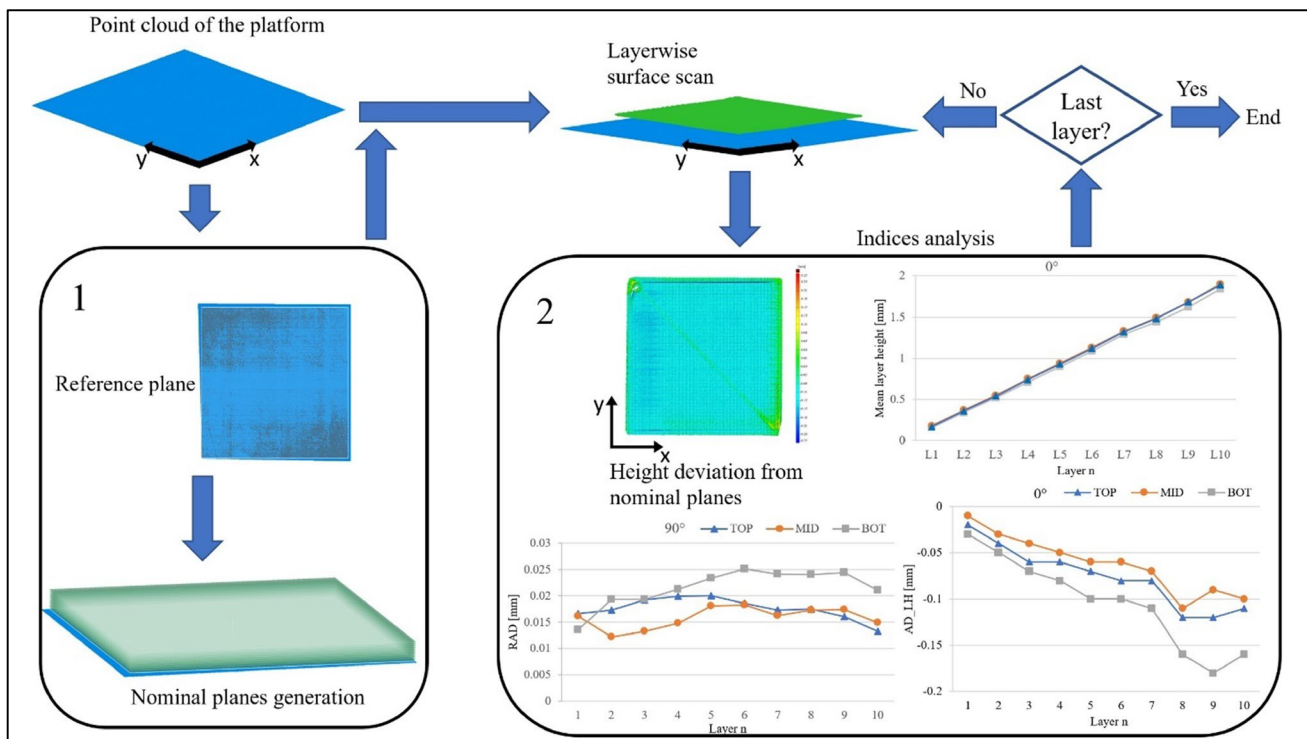 Point cloud of the platform
y
x
Layerwise
surface scan
y
x
No
Last
layer?
Yes
End
1
Reference plane
Nominal planes generation
Indices analysis
2
y
x
Height deviation from
nominal planes
0°
2
1.5
1
0.5
0
Mean layer height [mm]
L1 L2 L3 L4 L5 L6 L7 L8 L9 L10
Layer n
90° TOP MID BOT
0.03
0.025
0.02
0.015
0.01
0.005
0
RAD [mm]
1 2 3 4 5 6 7 8 9 10
Layer n
0° TOP MID BOT
0
-0.05
-0.1
-0.15
-0.2
AD_LH [mm]
1 2 3 4 5 6 7 8 9 10
Layer n